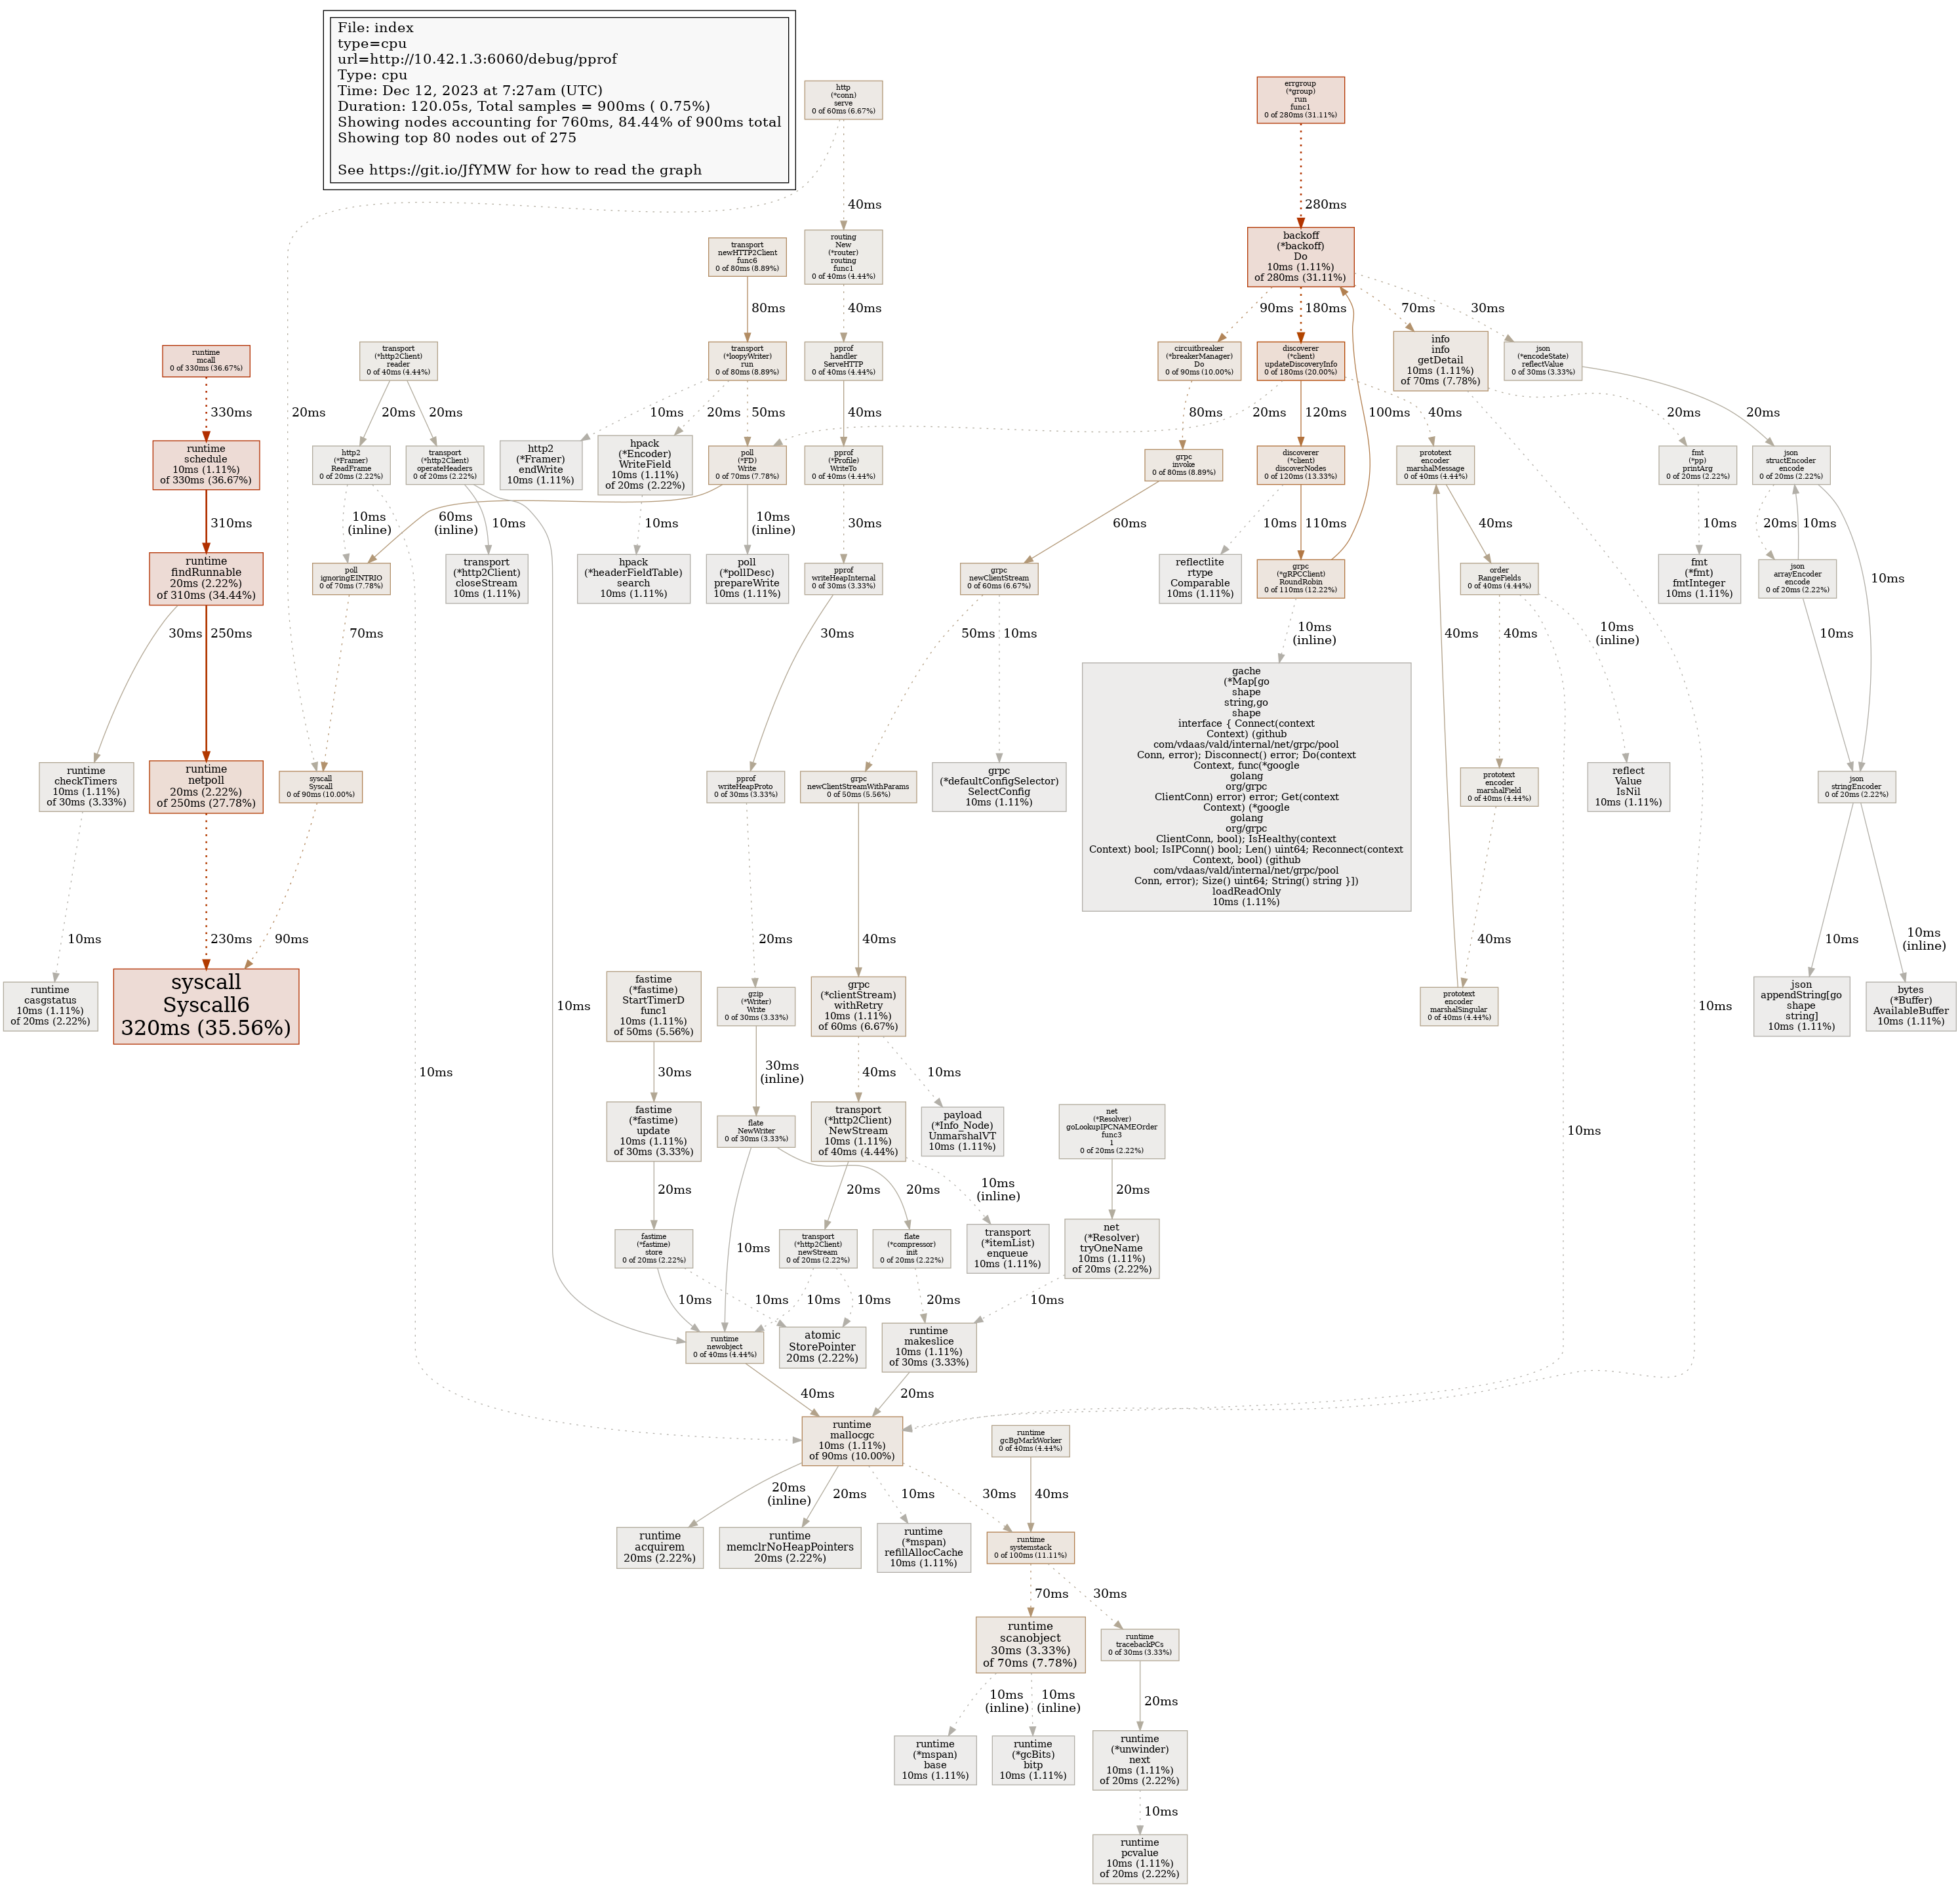 File: index
type=cpu
url=http://10.42.1.3:6060/debug/pprof
Type: cpu
Time: Dec 12, 2023 at 7:27am (UTC)
Duration: 120.05s, Total samples = 900ms ( 0.75%)
Showing nodes accounting for 760ms, 84.44% of 900ms total
Showing top 80 nodes out of 275
See https://git.io/JfYMW for how to read the graph
http
(*conn)
serve
0 of 60ms (6.67%)
errgroup
(*group)
run
func1
0 of 280ms (31.11%)
40ms
280ms
transport
newHTTP2Client
func6
0 of 80ms (8.89%)
routing
New
(*router)
routing
func1
0 of 40ms (4.44%)
backoff
(*backoff)
Do
10ms (1.11%)
of 280ms (31.11%)
80ms
40ms
90ms
180ms
70ms
30ms
runtime
mcall
0 of 330ms (36.67%)
transport
(*http2Client)
reader
0 of 40ms (4.44%)
transport
(*loopyWriter)
run
0 of 80ms (8.89%)
pprof
handler
ServeHTTP
0 of 40ms (4.44%)
circuitbreaker
(*breakerManager)
Do
0 of 90ms (10.00%)
discoverer
(*client)
updateDiscoveryInfo
0 of 180ms (20.00%)
info
info
getDetail
10ms (1.11%)
of 70ms (7.78%)
json
(*encodeState)
reflectValue
0 of 30ms (3.33%)
330ms
20ms
20ms
20ms
10ms
20ms
50ms
40ms
80ms
20ms
120ms
100ms
40ms
20ms
20ms
runtime
schedule
10ms (1.11%)
of 330ms (36.67%)
http2
(*Framer)
ReadFrame
0 of 20ms (2.22%)
transport
(*http2Client)
operateHeaders
0 of 20ms (2.22%)
http2
(*Framer)
endWrite
10ms (1.11%)
hpack
(*Encoder)
WriteField
10ms (1.11%)
of 20ms (2.22%)
poll
(*FD)
Write
0 of 70ms (7.78%)
pprof
(*Profile)
WriteTo
0 of 40ms (4.44%)
grpc
invoke
0 of 80ms (8.89%)
discoverer
(*client)
discoverNodes
0 of 120ms (13.33%)
prototext
encoder
marshalMessage
0 of 40ms (4.44%)
fmt
(*pp)
printArg
0 of 20ms (2.22%)
json
structEncoder
encode
0 of 20ms (2.22%)
310ms
10ms
(inline)
60ms
(inline)
10ms
10ms
10ms
(inline)
30ms
60ms
10ms
110ms
40ms
10ms
20ms
10ms
10ms
runtime
findRunnable
20ms (2.22%)
of 310ms (34.44%)
poll
ignoringEINTRIO
0 of 70ms (7.78%)
transport
(*http2Client)
closeStream
10ms (1.11%)
hpack
(*headerFieldTable)
search
10ms (1.11%)
poll
(*pollDesc)
prepareWrite
10ms (1.11%)
pprof
writeHeapInternal
0 of 30ms (3.33%)
grpc
newClientStream
0 of 60ms (6.67%)
reflectlite
rtype
Comparable
10ms (1.11%)
grpc
(*gRPCClient)
RoundRobin
0 of 110ms (12.22%)
order
RangeFields
0 of 40ms (4.44%)
fmt
(*fmt)
fmtInteger
10ms (1.11%)
json
arrayEncoder
encode
0 of 20ms (2.22%)
30ms
250ms
70ms
30ms
50ms
10ms
10ms
(inline)
40ms
40ms
10ms
(inline)
10ms
gache
(*Map[go
shape
string,go
shape
interface { Connect(context
Context) (github
com/vdaas/vald/internal/net/grpc/pool
Conn, error); Disconnect() error; Do(context
Context, func(*google
golang
org/grpc
ClientConn) error) error; Get(context
Context) (*google
golang
org/grpc
ClientConn, bool); IsHealthy(context
Context) bool; IsIPConn() bool; Len() uint64; Reconnect(context
Context, bool) (github
com/vdaas/vald/internal/net/grpc/pool
Conn, error); Size() uint64; String() string }])
loadReadOnly
10ms (1.11%)
runtime
checkTimers
10ms (1.11%)
of 30ms (3.33%)
runtime
netpoll
20ms (2.22%)
of 250ms (27.78%)
syscall
Syscall
0 of 90ms (10.00%)
pprof
writeHeapProto
0 of 30ms (3.33%)
grpc
newClientStreamWithParams
0 of 50ms (5.56%)
grpc
(*defaultConfigSelector)
SelectConfig
10ms (1.11%)
prototext
encoder
marshalField
0 of 40ms (4.44%)
reflect
Value
IsNil
10ms (1.11%)
json
stringEncoder
0 of 20ms (2.22%)
10ms
230ms
90ms
20ms
40ms
40ms
10ms
10ms
(inline)
runtime
casgstatus
10ms (1.11%)
of 20ms (2.22%)
syscall
Syscall6
320ms (35.56%)
10ms
fastime
(*fastime)
StartTimerD
func1
10ms (1.11%)
of 50ms (5.56%)
gzip
(*Writer)
Write
0 of 30ms (3.33%)
grpc
(*clientStream)
withRetry
10ms (1.11%)
of 60ms (6.67%)
prototext
encoder
marshalSingular
0 of 40ms (4.44%)
10ms
json
appendString[go
shape
string]
10ms (1.11%)
bytes
(*Buffer)
AvailableBuffer
10ms (1.11%)
10ms
30ms
30ms
(inline)
40ms
10ms
fastime
(*fastime)
update
10ms (1.11%)
of 30ms (3.33%)
flate
NewWriter
0 of 30ms (3.33%)
transport
(*http2Client)
NewStream
10ms (1.11%)
of 40ms (4.44%)
payload
(*Info_Node)
UnmarshalVT
10ms (1.11%)
net
(*Resolver)
goLookupIPCNAMEOrder
func3
1
0 of 20ms (2.22%)
10ms
20ms
20ms
20ms
10ms
(inline)
20ms
fastime
(*fastime)
store
0 of 20ms (2.22%)
10ms
transport
(*http2Client)
newStream
0 of 20ms (2.22%)
flate
(*compressor)
init
0 of 20ms (2.22%)
transport
(*itemList)
enqueue
10ms (1.11%)
net
(*Resolver)
tryOneName
10ms (1.11%)
of 20ms (2.22%)
10ms
10ms
10ms
10ms
20ms
10ms
runtime
newobject
0 of 40ms (4.44%)
atomic
StorePointer
20ms (2.22%)
runtime
makeslice
10ms (1.11%)
of 30ms (3.33%)
40ms
20ms
runtime
mallocgc
10ms (1.11%)
of 90ms (10.00%)
runtime
gcBgMarkWorker
0 of 40ms (4.44%)
20ms
(inline)
20ms
10ms
30ms
40ms
runtime
acquirem
20ms (2.22%)
runtime
memclrNoHeapPointers
20ms (2.22%)
runtime
(*mspan)
refillAllocCache
10ms (1.11%)
runtime
systemstack
0 of 100ms (11.11%)
70ms
30ms
runtime
scanobject
30ms (3.33%)
of 70ms (7.78%)
runtime
tracebackPCs
0 of 30ms (3.33%)
10ms
(inline)
10ms
(inline)
20ms
runtime
(*mspan)
base
10ms (1.11%)
runtime
(*gcBits)
bitp
10ms (1.11%)
runtime
(*unwinder)
next
10ms (1.11%)
of 20ms (2.22%)
10ms
runtime
pcvalue
10ms (1.11%)
of 20ms (2.22%)